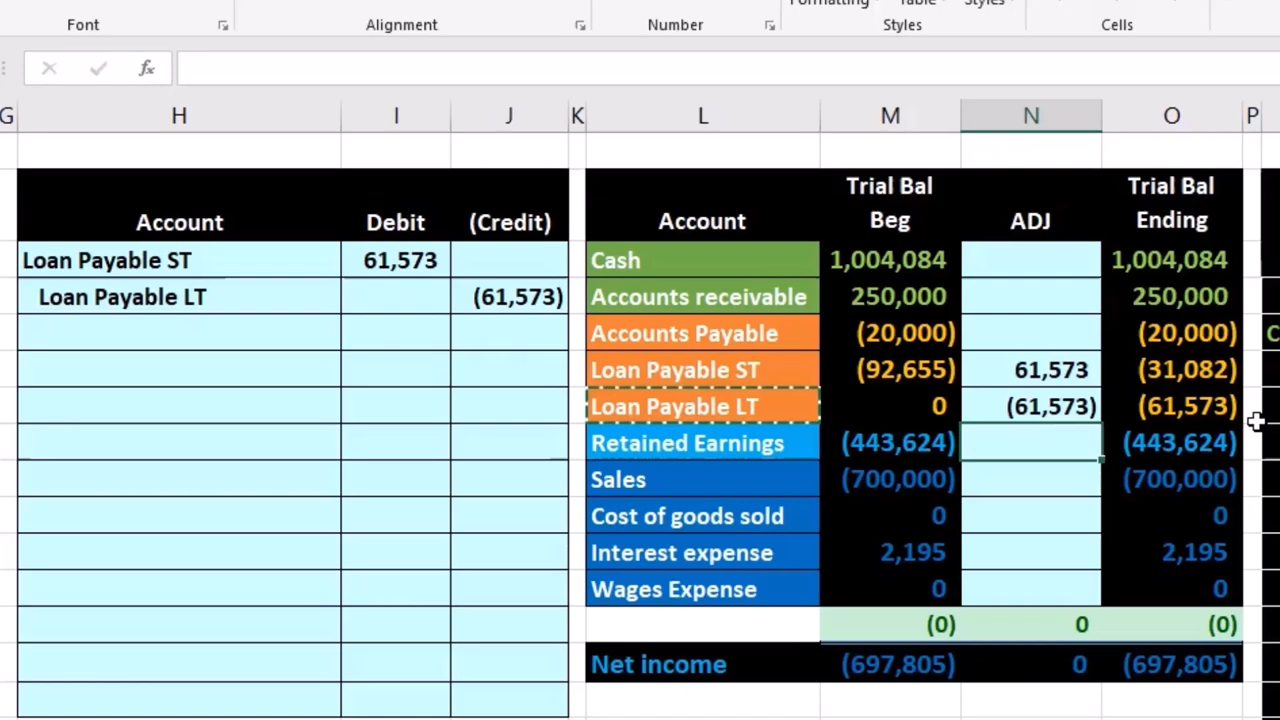 Formatting Table Styles
Font Alignment Number Styles Cells
fx
G H I J K L M N O P
Account Debit (Credit) Account Trial Bal Beg ADJ Trial Bal Ending
Loan Payable ST 61,573 Cash 1,004,084 1,004,084
Loan Payable LT (61,573) Accounts receivable 250,000 250,000
Accounts Payable (20,000) (20,000)
Loan Payable ST (92,655) 61,573 (31,082)
Loan Payable LT 0 (61,573) (61,573)
Retained Earnings (443,624) (443,624)
Sales (700,000) (700,000)
Cost of goods sold 0 0
Interest expense 2,195 2,195
Wages Expense 0 0
(0) 0 (0)
Net income (697,805) 0 (697,805)